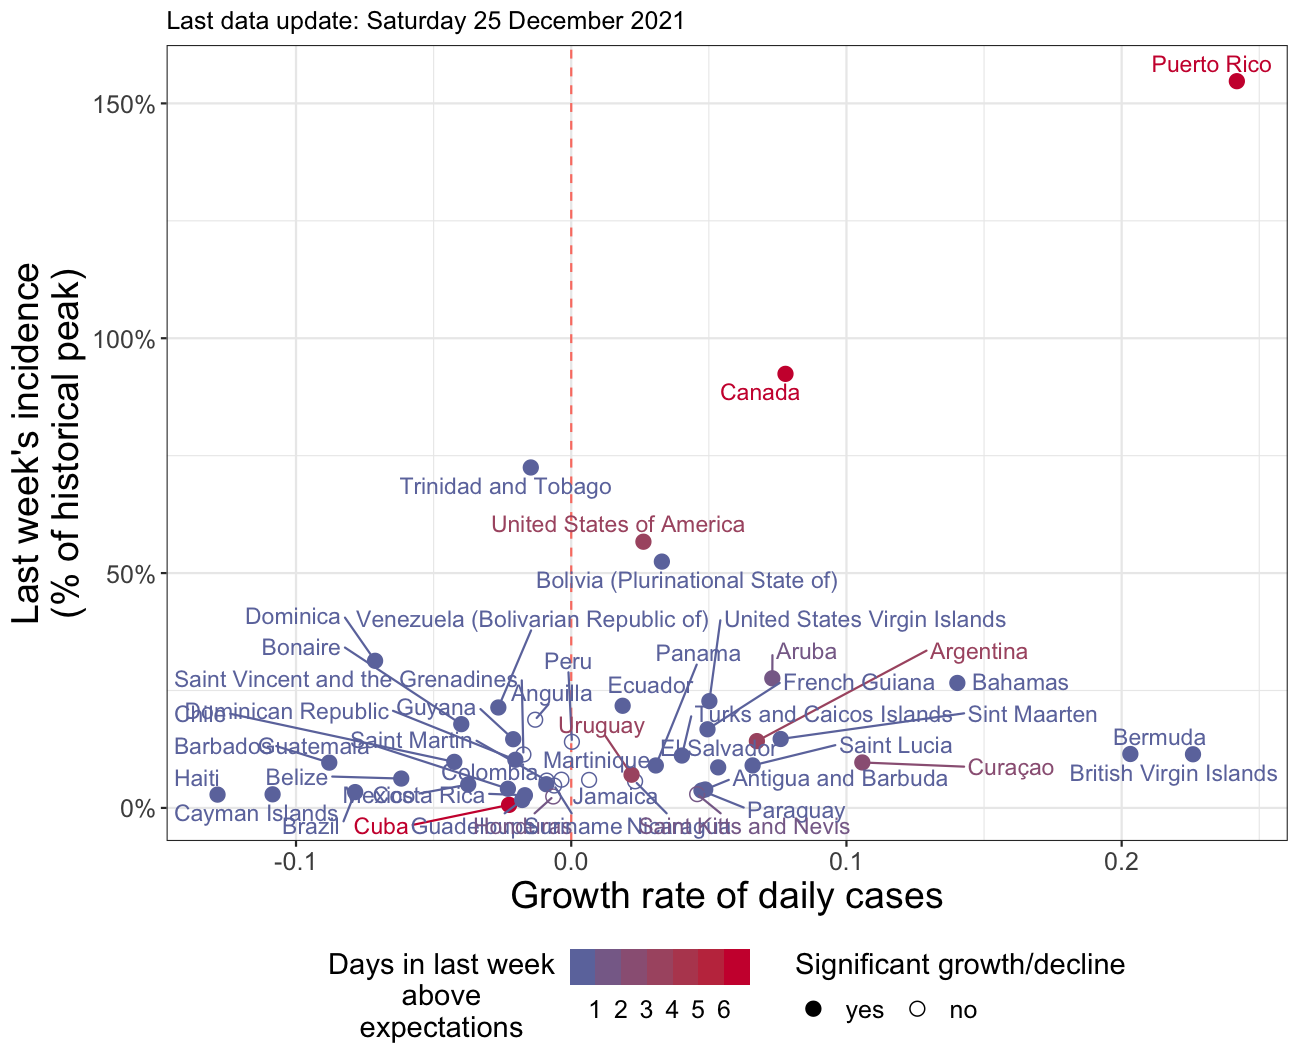 Last data update: Saturday 25 December 2021
Last week's incidence
(% of historical peak)
150%
100%
50%
0%
Puerto Rico
Canada
Trinidad and Tobago
United States of America
Bolivia (Plurinational State of)
Dominica
Venezuela (Bolivarian Republic of)
United States Virgin Islands
Bonaire
Peru
Panama
Aruba
Argentina
Saint Vincent and the Grenadines
Anguilla
Ecuador
French Guiana
Bahamas
Chile
Dominican Republic
Guyana
Uruguay
Turks and Caicos Islands
Sint Maarten
Barbados
Guatemala
Saint Martin
Martinique
El Salvador
Saint Lucia
Bermuda
Curaçao
Haiti
Belize
Colombia
Antigua and Barbuda
British Virgin Islands
Mexico
Costa Rica
Jamaica
Paraguay
Cayman Islands
Brazil
Cuba
Guadeloupe
Honduras
Suriname
Nicaragua
Saint Kitts and Nevis
-0.1
0.0
0.1
0.2
Growth rate of daily cases
Days in last week
above
expectations
1 2 3 4 5 6
Significant growth/decline
yes
no